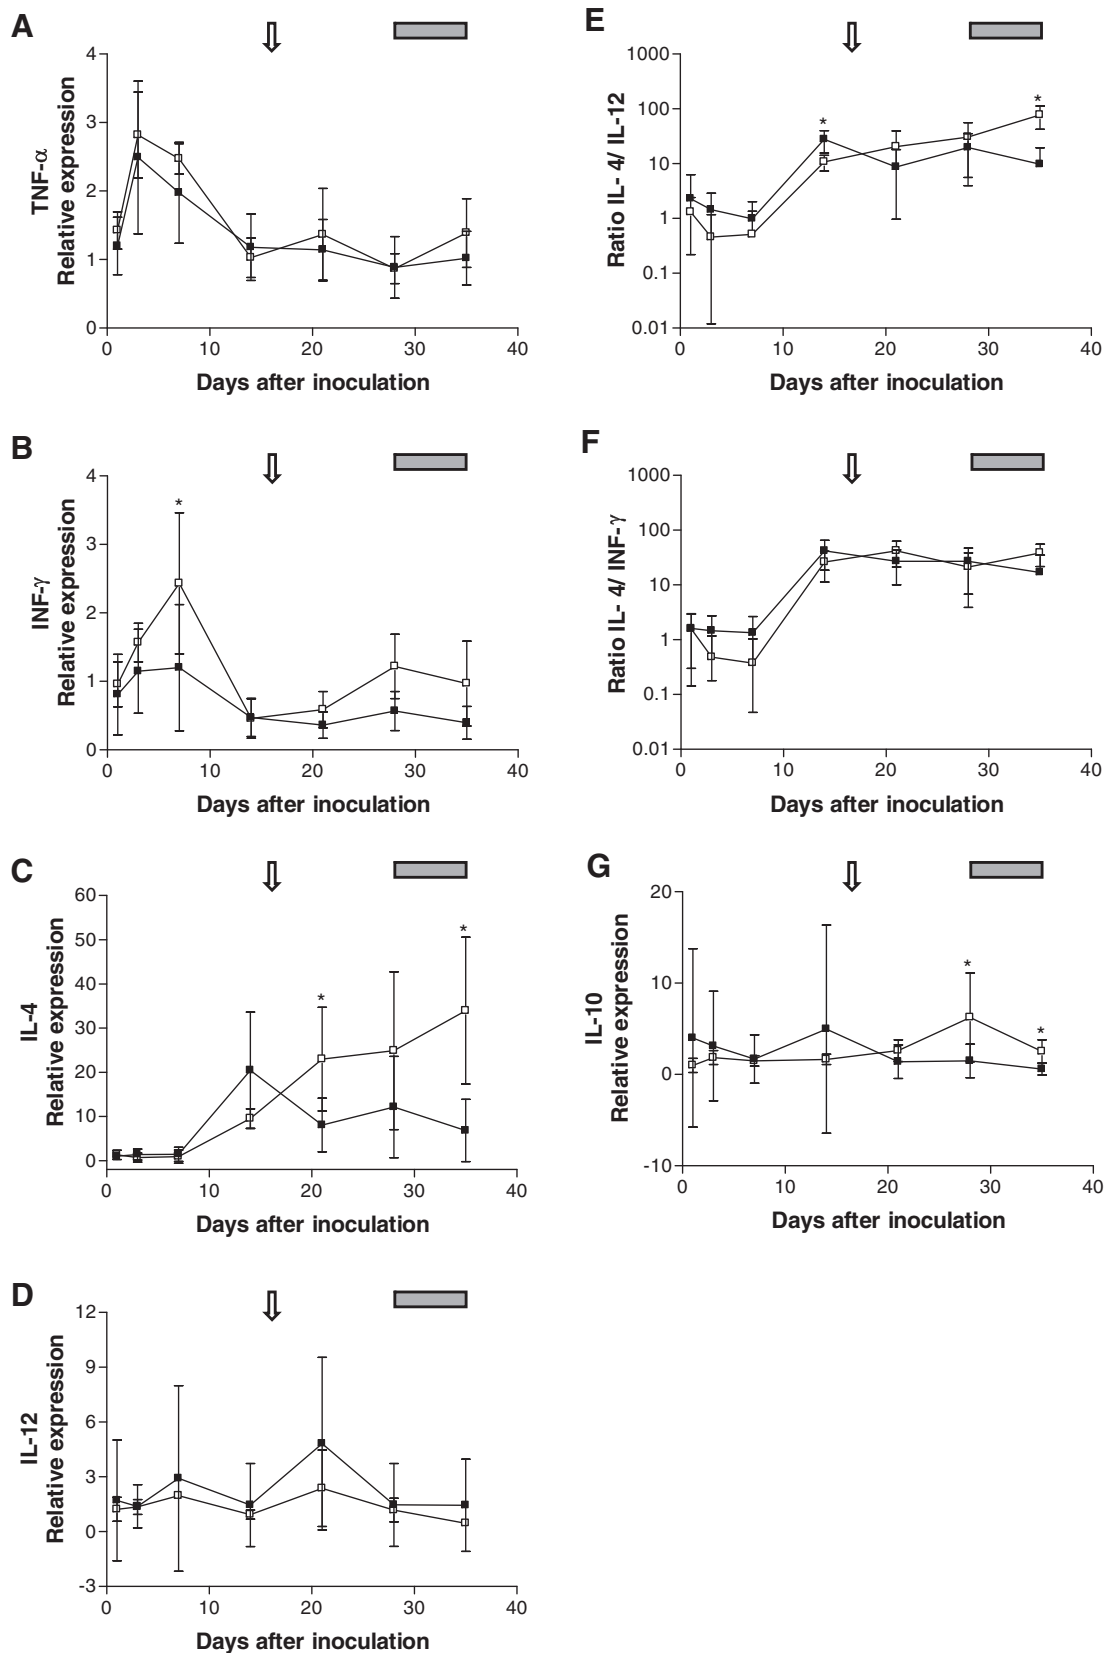 A
TNF-α
Relative expression
4
3
2
1
0
*
0 10 20 30 40
Days after inoculation
B
INF-γ
Relative expression
4
3
2
1
0
*
0 10 20 30 40
Days after inoculation
C
IL-4
Relative expression
60
50
40
30
20
10
0
*
*
0 10 20 30 40
Days after inoculation
D
IL-12
Relative expression
12
9
6
3
0
-3
0 10 20 30 40
Days after inoculation
E
Ratio IL- 4/ IL-12
1000
100
10
1
0.1
0.01
*
*
0 10 20 30 40
Days after inoculation
F
Ratio IL- 4/ INF-γ
1000
100
10
1
0.1
0.01
0 10 20 30 40
Days after inoculation
G
IL-10
Relative expression
20
10
0
-10
*
*
0 10 20 30 40
Days after inoculation